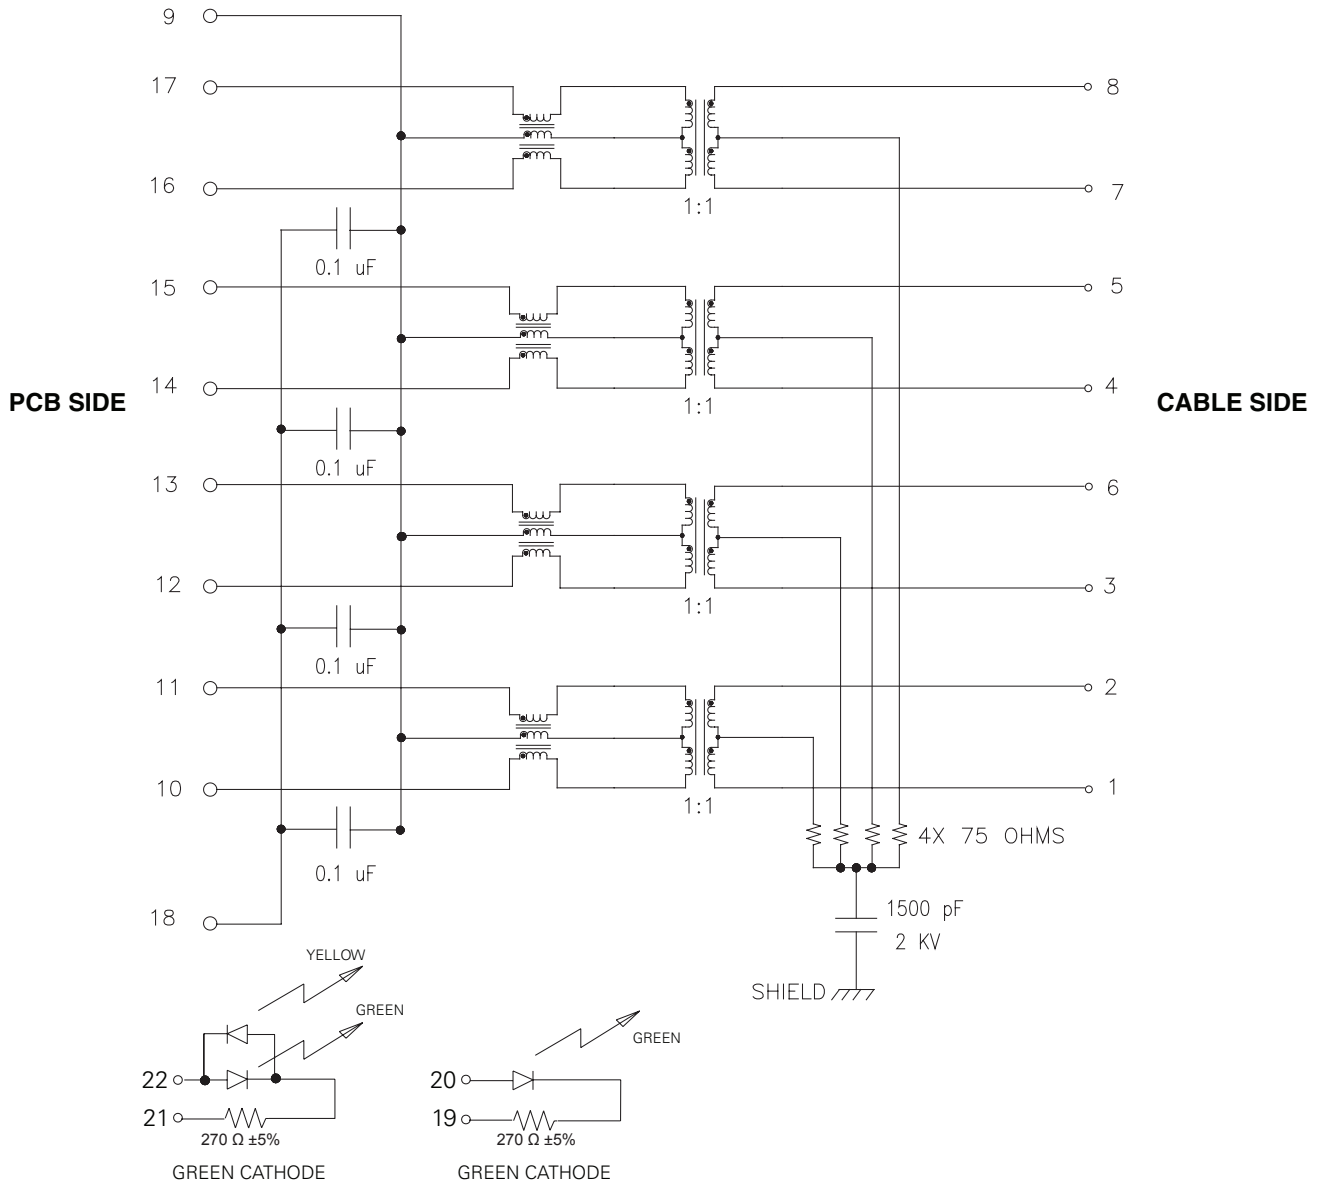 9
17
8
16
7
1:1
0.1 uF
15
5
14
4
1:1
PCB SIDE
CABLE SIDE
0.1 uF
13
6
12
3
1:1
0.1 uF
11
2
10
1
1:1
4X 75 OHMS
0.1 uF
18
1500 pF
2 KV
SHIELD
YELLOW
GREEN
GREEN
22
21
270 Ω ±5%
GREEN CATHODE
20
19
270 Ω ±5%
GREEN CATHODE